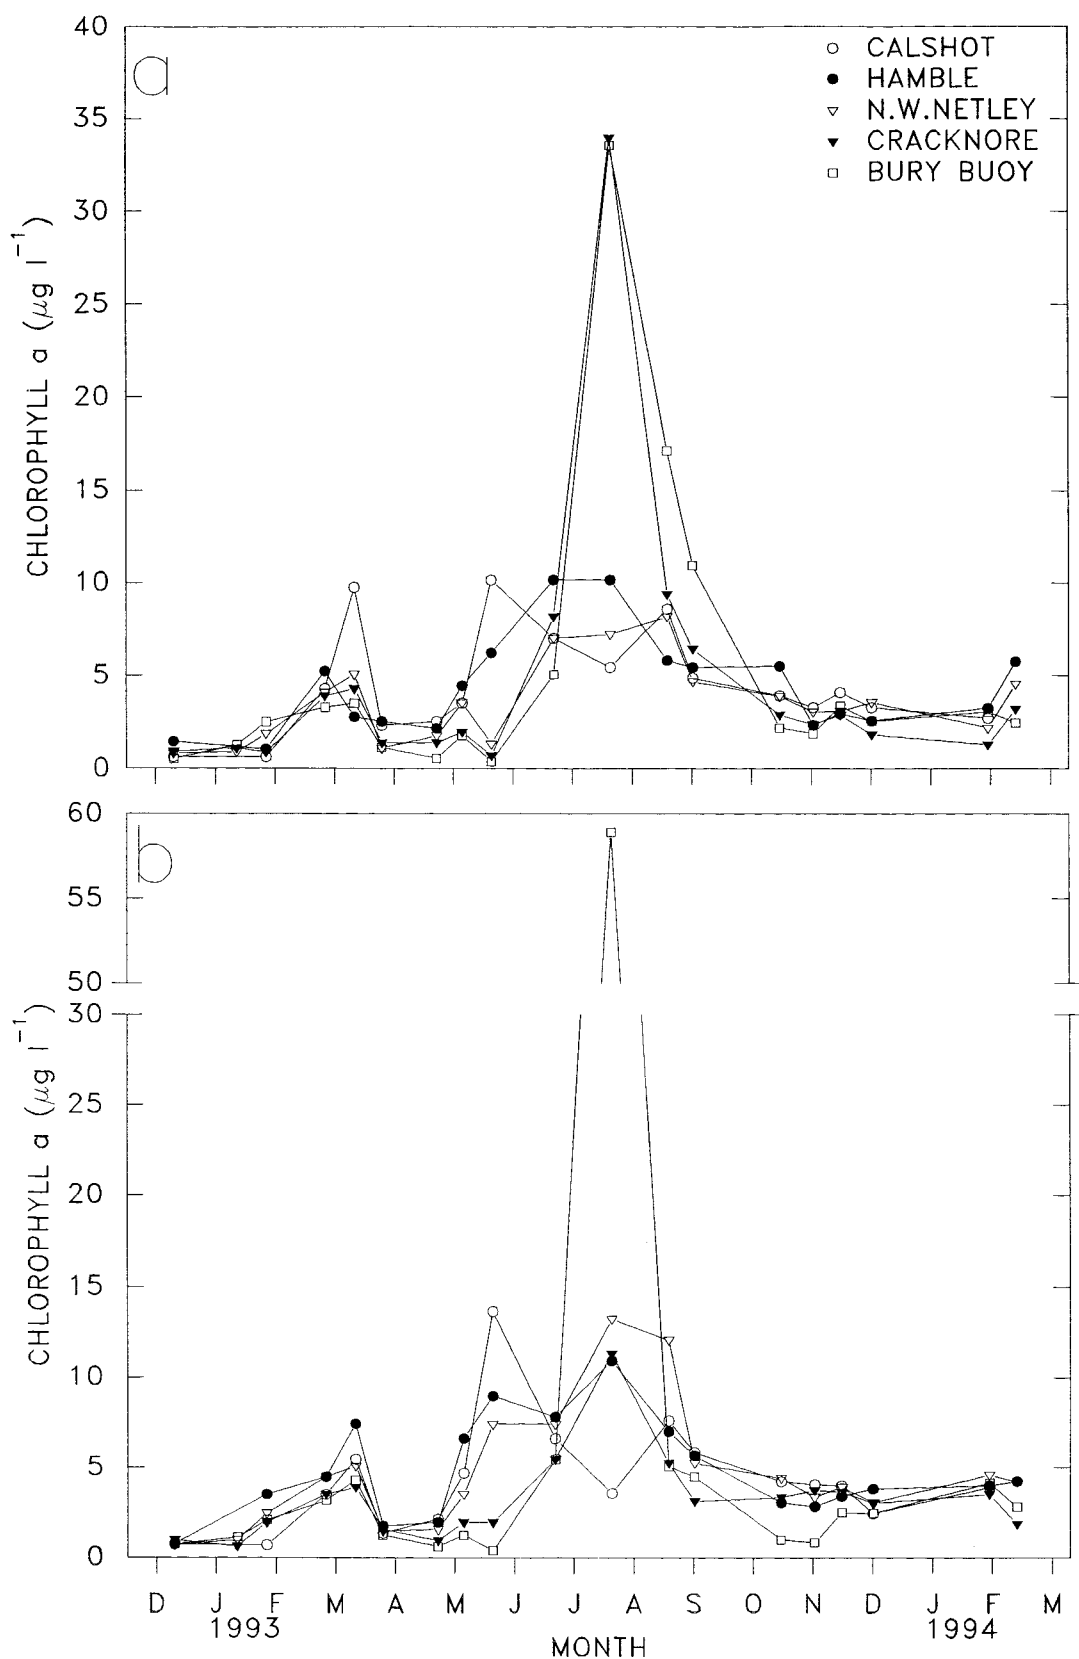 a
40
35
30
25
20
15
10
5
0
CHLOROPHYLL a (μg l⁻¹)
CALSHOT
HAMBLE
N.W.NETLEY
CRACKNORE
BURY BUOY
b
60
55
50
30
25
20
15
10
5
0
CHLOROPHYLL a (μg l⁻¹)
D J F M A M J J A S O N D J F M
1993 1994
MONTH